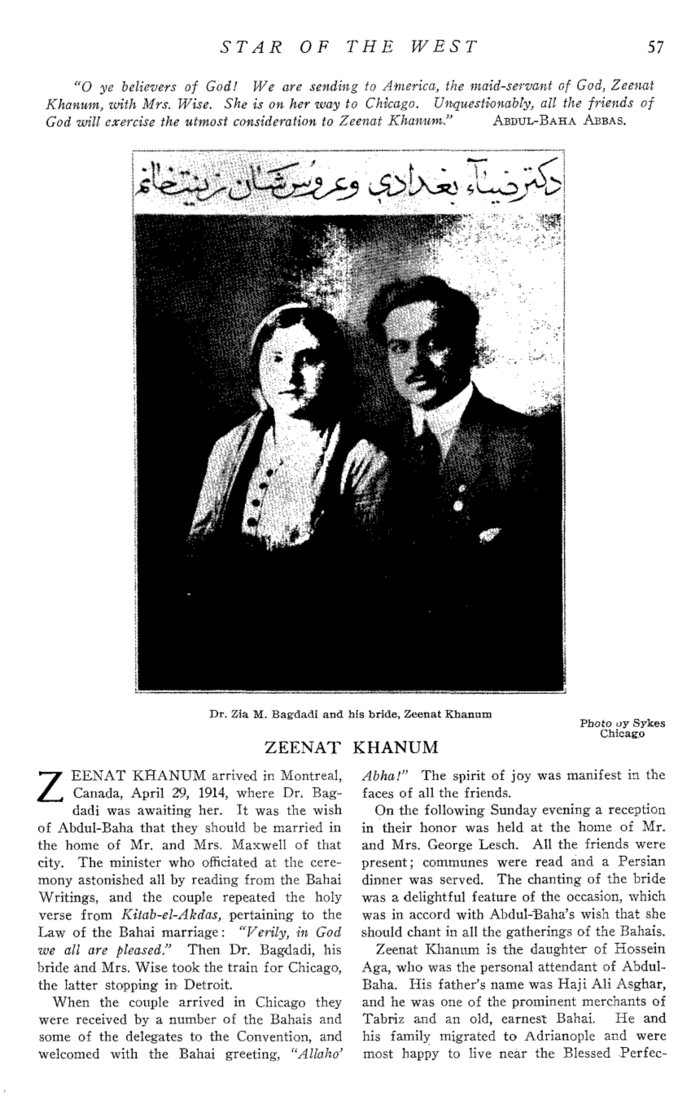 STAR OF THE WEST 57
"O ye believers of God! We are sending to America, the maid-servant of God, Zeenat
Khanum, with Mrs. Wise. She is on her way to Chicago. Unquestionably, all the friends of
God will exercise the utmost consideration to Zeenat Khanum." ABDUL-BAHA ABBAS.
دکتر ضیاء بغدادي و عروس شان زینت خانم
Dr. Zia M. Bagdadi and his bride, Zeenat Khanum
Photo by Sykes
Chicago
ZEENAT KHANUM
ZEENAT KHANUM arrived in Montreal,
Canada, April 29, 1914, where Dr. Bag-
dadi was awaiting her. It was the wish
of Abdul-Baha that they should be married in
the home of Mr. and Mrs. Maxwell of that
city. The minister who officiated at the cere-
mony astonished all by reading from the Bahai
Writings, and the couple repeated the holy
verse from Kitab-el-Akdas, pertaining to the
Law of the Bahai marriage: "Verily, in God
we all are pleased." Then Dr. Bagdadi, his
bride and Mrs. Wise took the train for Chicago,
the latter stopping in Detroit.
When the couple arrived in Chicago they
were received by a number of the Bahais and
some of the delegates to the Convention, and
welcomed with the Bahai greeting, "Allaho'
Abha!" The spirit of joy was manifest in the
faces of all the friends.
On the following Sunday evening a reception
in their honor was held at the home of Mr.
and Mrs. George Lesch. All the friends were
present; communes were read and a Persian
dinner was served. The chanting of the bride
was a delightful feature of the occasion, which
was in accord with Abdul-Baha's wish that she
should chant in all the gatherings of the Bahais.
Zeenat Khanum is the daughter of Hossein
Aga, who was the personal attendant of Abdul-
Baha. His father's name was Haji Ali Asghar,
and he was one of the prominent merchants of
Tabriz and an old, earnest Bahai. He and
his family migrated to Adrianople and were
most happy to live near the Blessed Perfec-